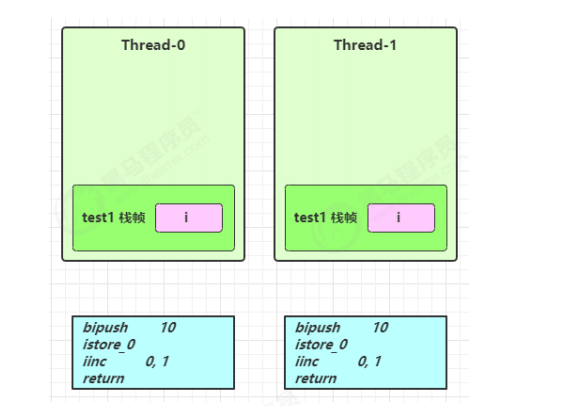 Thread-0
Thread-1
test1 栈帧 i
test1 栈帧 i
bipush 10
istore_0
iinc 0, 1
return
bipush 10
istore_0
iinc 0, 1
return